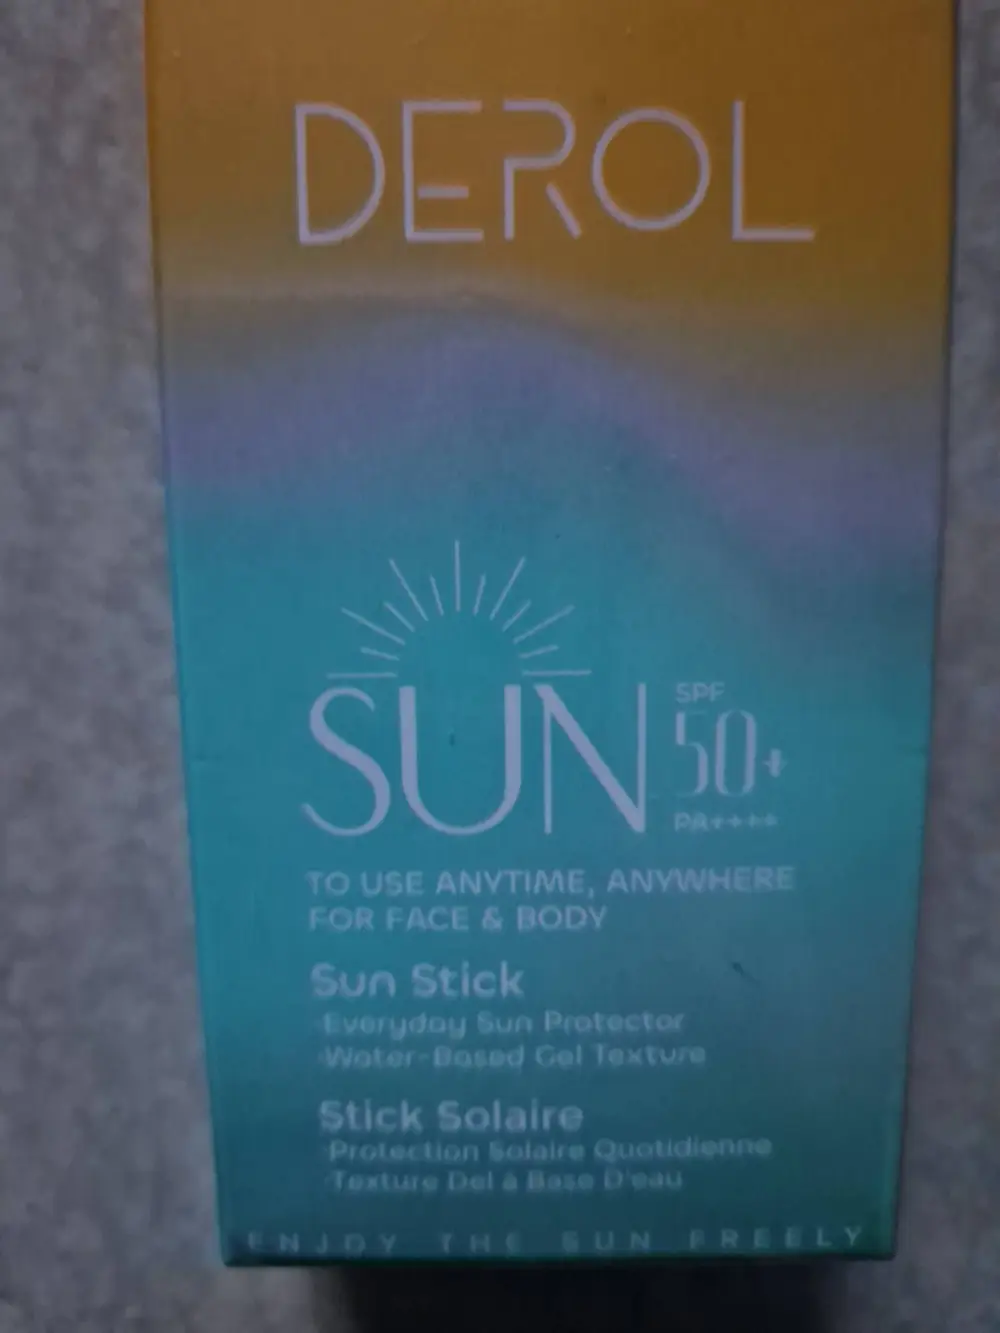 DEROL
SUN
SPF
50+
PA++++
TO USE ANYTIME, ANYWHERE
FOR FACE & BODY
Sun Stick
·Everyday Sun Protector
·Water-Based Gel Texture
Stick Solaire
·Protection Solaire Quotidienne
·Texture Del à Base D'eau
ENJOY THE SUN FREELY